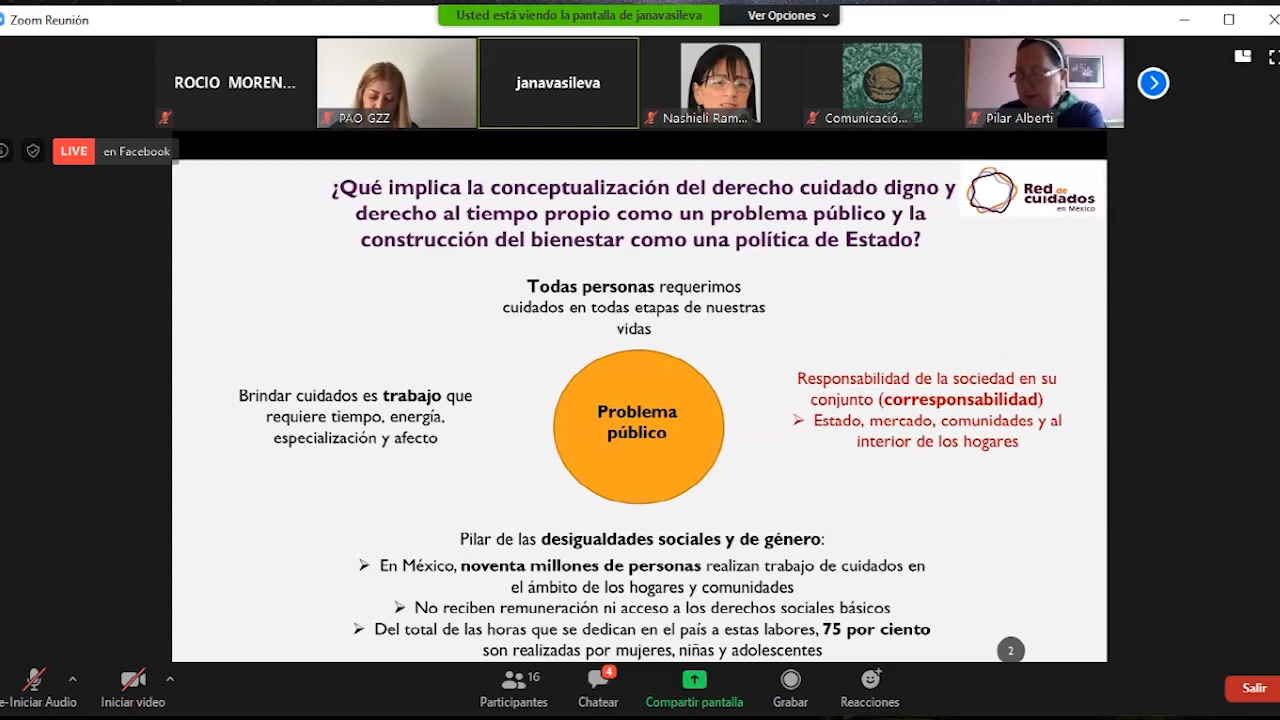 Zoom Reunión
Usted está viendo la pantalla de janavasileva
Ver Opciones
ROCIO MOREN...
PAO GZZ
janavasileva
Nashieli Ram...
Comunicació...
Pilar Alberti
LIVE
en Facebook
¿Qué implica la conceptualización del derecho cuidado digno y
derecho al tiempo propio como un problema público y la
construcción del bienestar como una política de Estado?
Red de
cuidados
en México
Todas personas requerimos
cuidados en todas etapas de nuestras
vidas
Brindar cuidados es trabajo que
requiere tiempo, energía,
especialización y afecto
Problema
público
Responsabilidad de la sociedad en su
conjunto (corresponsabilidad)
➢ Estado, mercado, comunidades y al
interior de los hogares
Pilar de las desigualdades sociales y de género:
➢ En México, noventa millones de personas realizan trabajo de cuidados en
el ámbito de los hogares y comunidades
➢ No reciben remuneración ni acceso a los derechos sociales básicos
➢ Del total de las horas que se dedican en el país a estas labores, 75 por ciento
son realizadas por mujeres, niñas y adolescentes
2
e-Iniciar Audio
Iniciar video
16
Participantes
4
Chatear
Compartir pantalla
Grabar
Reacciones
Salir